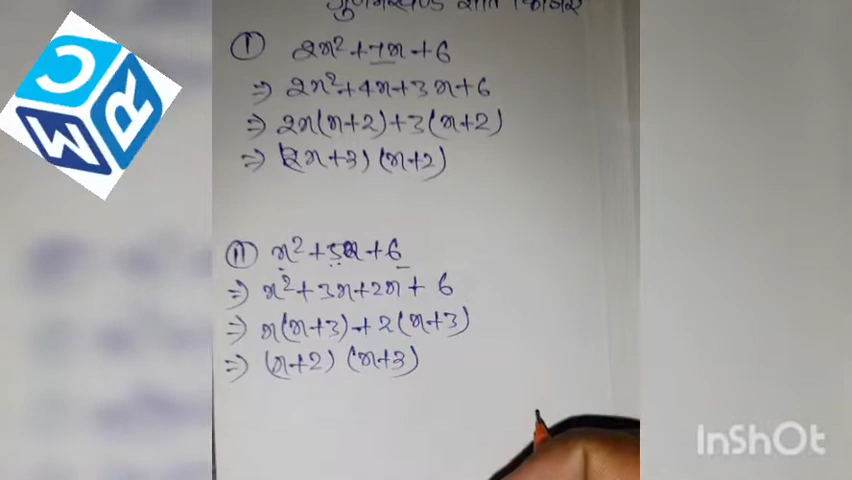 गुणनखण्ड ज्ञात कीजिए
I 2x²+7x+6
⇒ 2x²+4x+3x+6
⇒ 2x(x+2)+3(x+2)
⇒ (2x+3)(x+2)
II x²+5x+6
⇒ x²+3x+2x+6
⇒ x(x+3)+2(x+3)
⇒ (x+2)(x+3)
InShOt